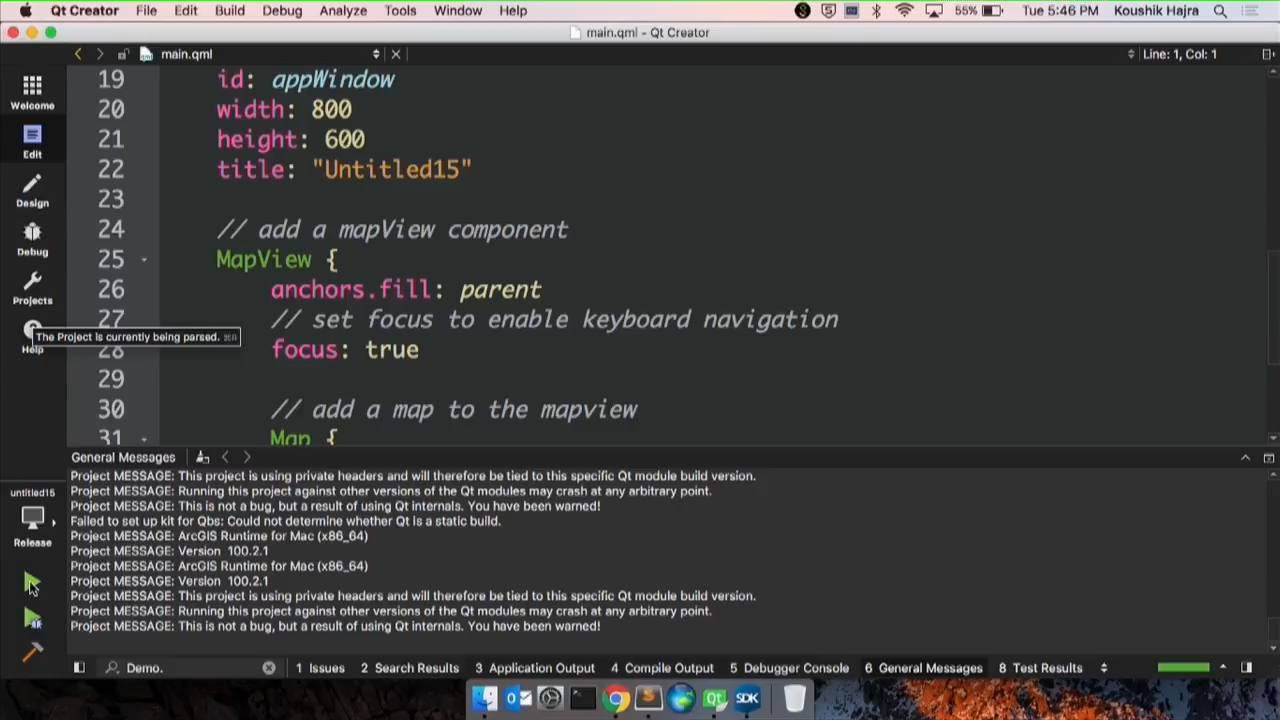 Qt Creator File Edit Build Debug Analyze Tools Window Help 55% Tue 5:46 PM Koushik Hajra
main.qml - Qt Creator
main.qml Line: 1, Col: 1
19 id: appWindow
20 width: 800
21 height: 600
22 title: "Untitled15"
23
24 // add a mapView component
25 MapView {
26 anchors.fill: parent
27 // set focus to enable keyboard navigation
28 focus: true
29
30 // add a map to the mapview
31 Map {
Welcome
Edit
Design
Debug
Projects
Help
The Project is currently being parsed. ⌘R
untitled15
Release
General Messages
Project MESSAGE: This project is using private headers and will therefore be tied to this specific Qt module build version.
Project MESSAGE: Running this project against other versions of the Qt modules may crash at any arbitrary point.
Project MESSAGE: This is not a bug, but a result of using Qt internals. You have been warned!
Failed to set up kit for Qbs: Could not determine whether Qt is a static build.
Project MESSAGE: ArcGIS Runtime for Mac (x86_64)
Project MESSAGE: Version 100.2.1
Project MESSAGE: ArcGIS Runtime for Mac (x86_64)
Project MESSAGE: Version 100.2.1
Project MESSAGE: This project is using private headers and will therefore be tied to this specific Qt module build version.
Project MESSAGE: Running this project against other versions of the Qt modules may crash at any arbitrary point.
Project MESSAGE: This is not a bug, but a result of using Qt internals. You have been warned!
Demo. 1 Issues 2 Search Results 3 Application Output 4 Compile Output 5 Debugger Console 6 General Messages 8 Test Results
Qt SDK